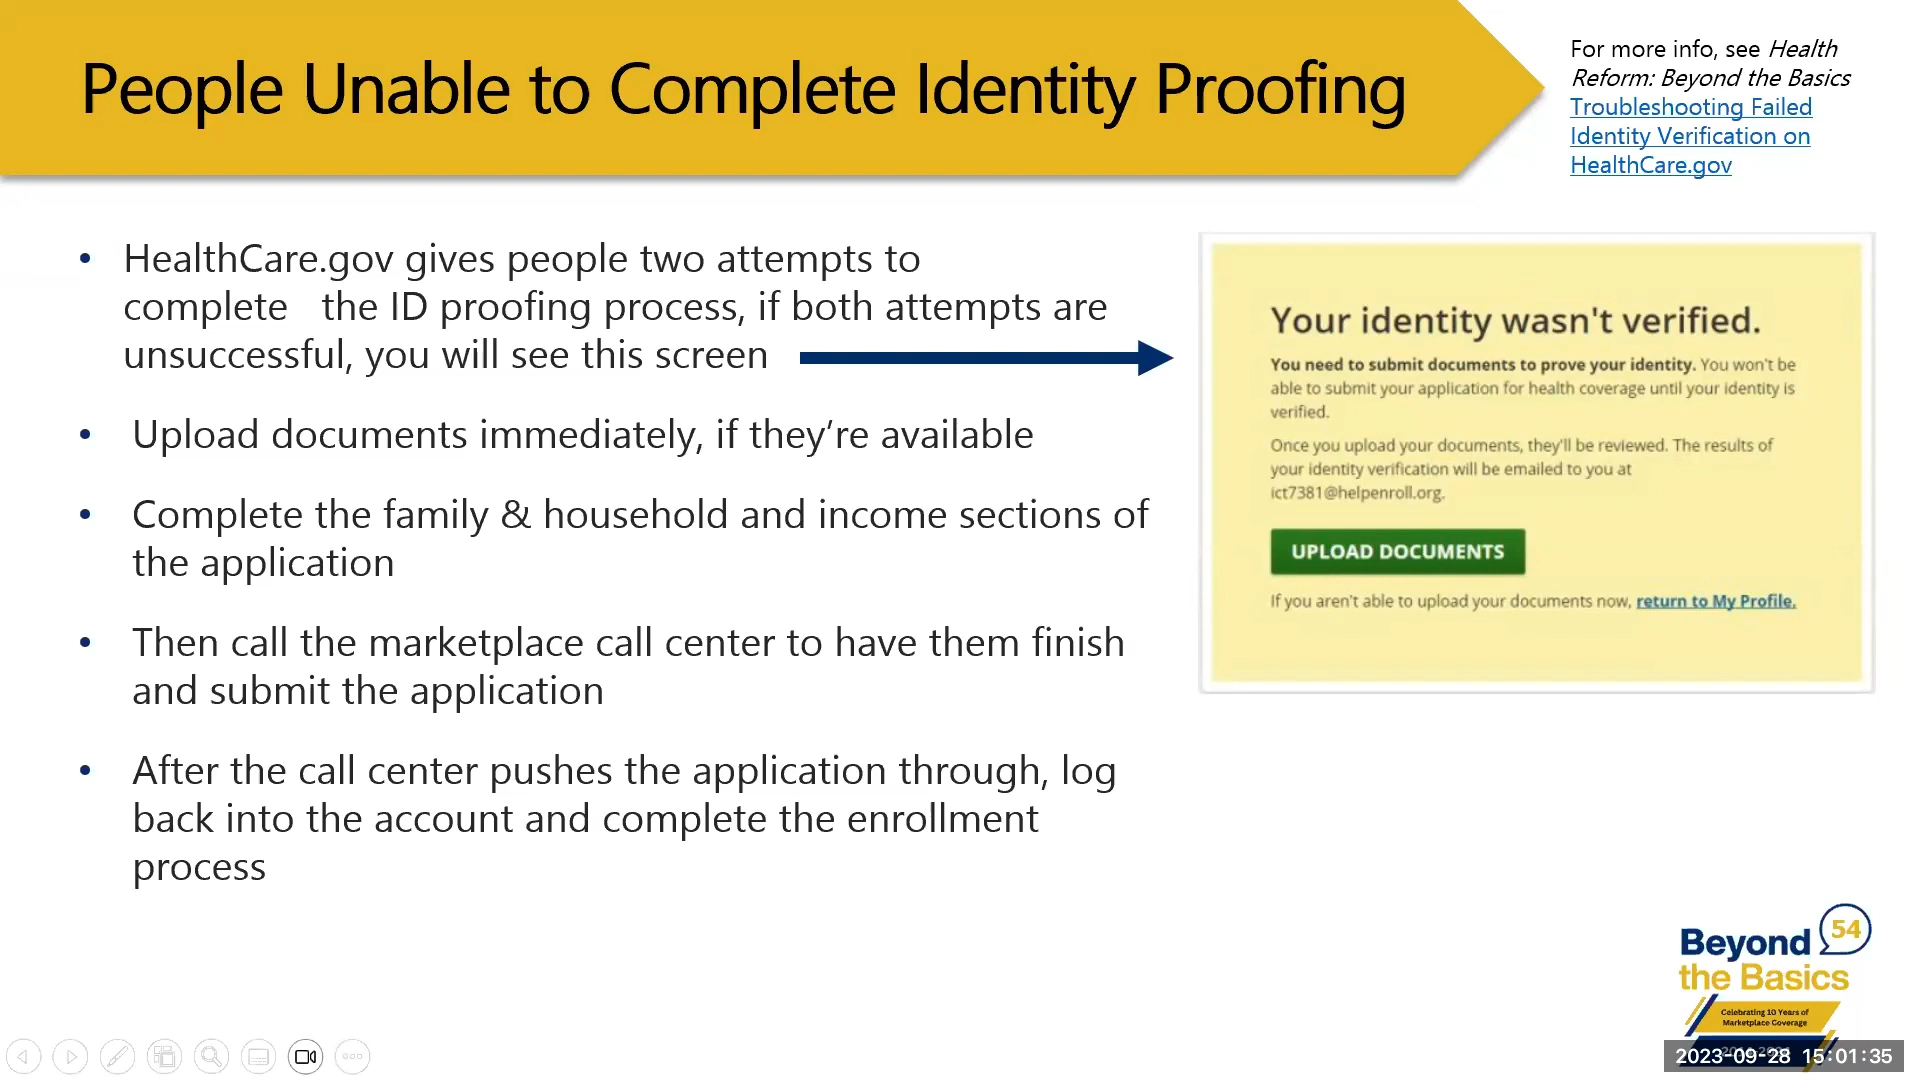 People Unable to Complete Identity Proofing
For more info, see Health
Reform: Beyond the Basics
Troubleshooting Failed
Identity Verification on
HealthCare.gov
• HealthCare.gov gives people two attempts to
complete the ID proofing process, if both attempts are
unsuccessful, you will see this screen
• Upload documents immediately, if they’re available
• Complete the family & household and income sections of
the application
• Then call the marketplace call center to have them finish
and submit the application
• After the call center pushes the application through, log
back into the account and complete the enrollment
process
Your identity wasn't verified.
You need to submit documents to prove your identity. You won't be
able to submit your application for health coverage until your identity is
verified.
Once you upload your documents, they'll be reviewed. The results of
your identity verification will be emailed to you at
ict7381@helpenroll.org.
UPLOAD DOCUMENTS
If you aren't able to upload your documents now, return to My Profile.
54
Beyond
the Basics
Celebrating 10 Years of
Marketplace Coverage
2023-09-28 15:01:35